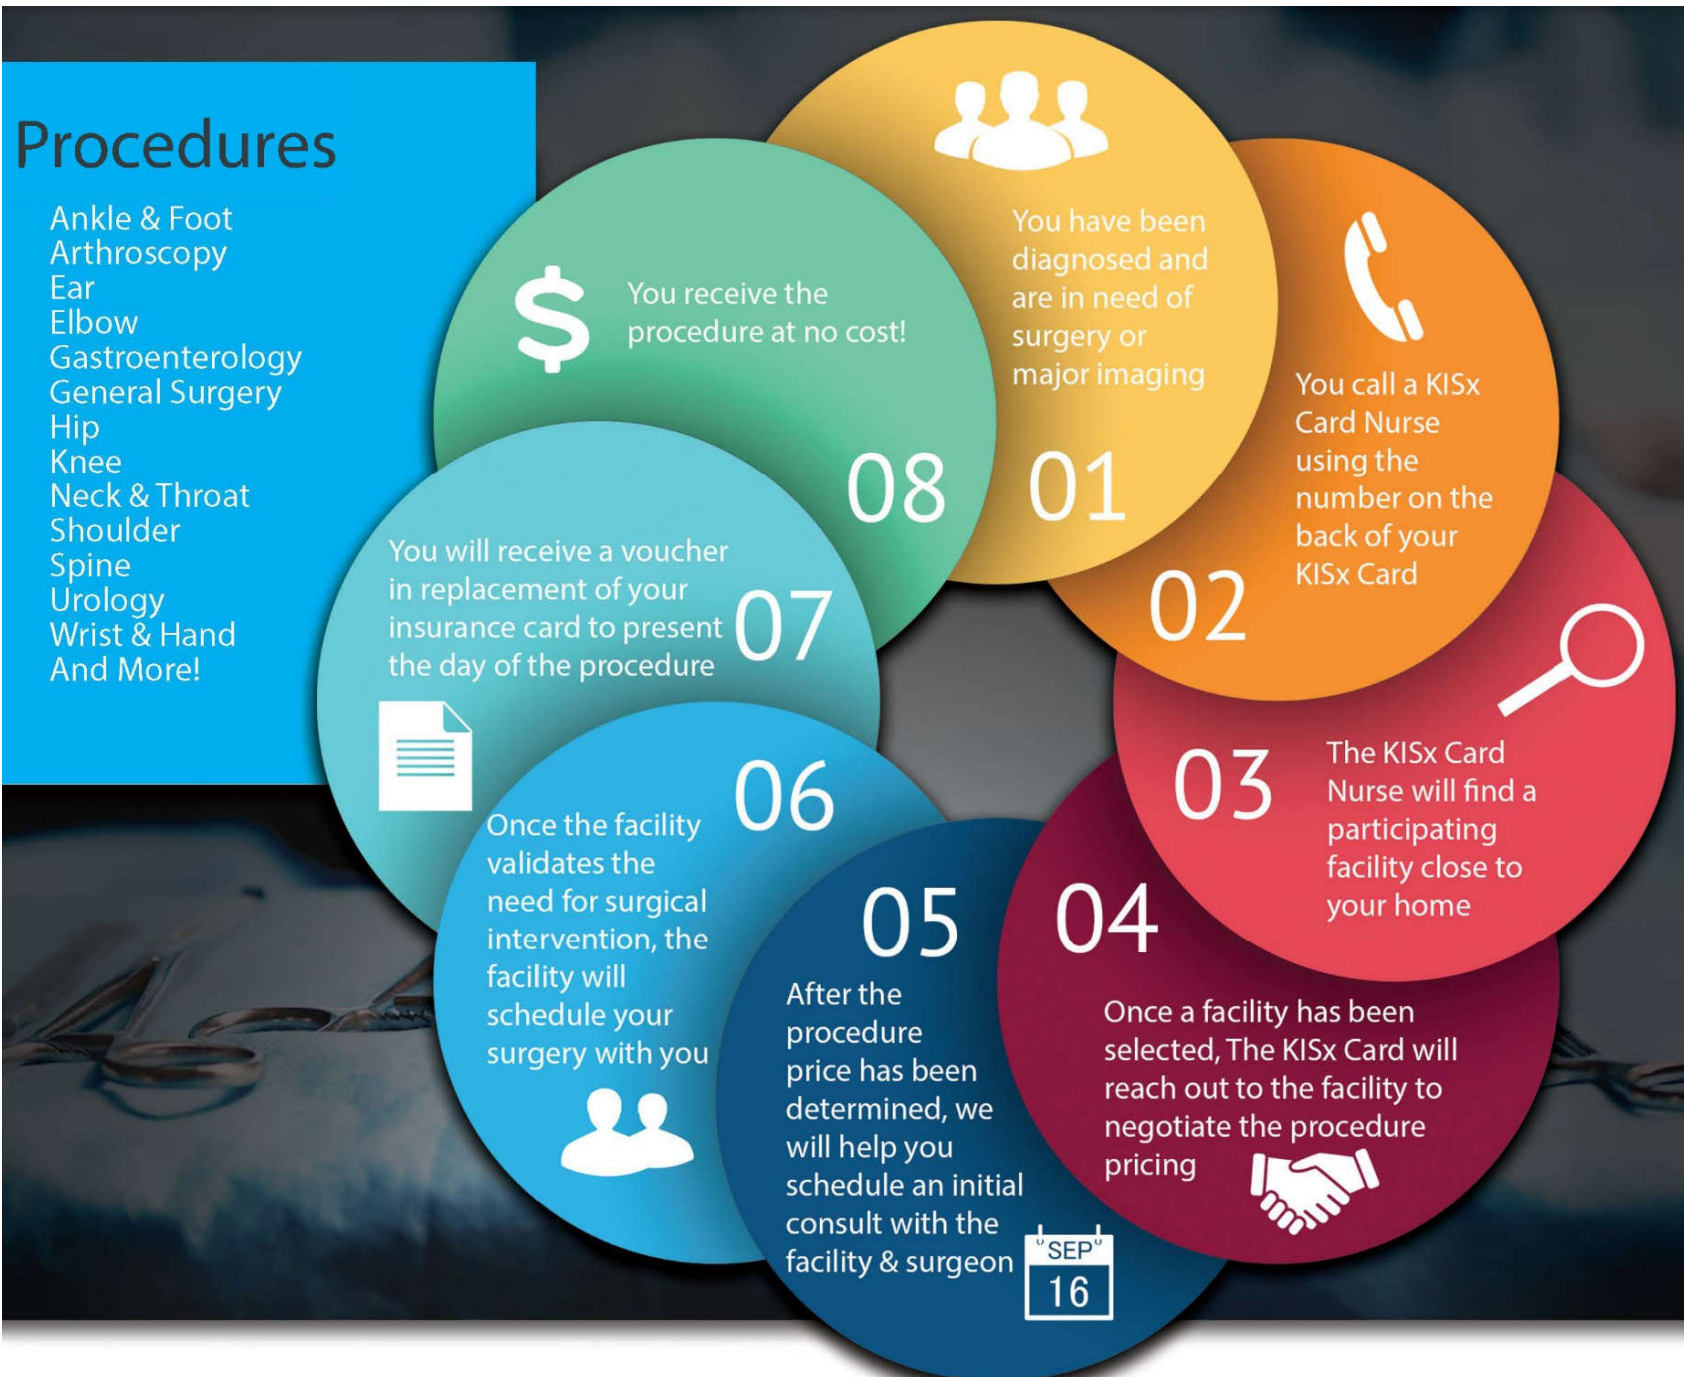 Procedures
Ankle & Foot
Arthroscopy
Ear
Elbow
Gastroenterology
General Surgery
Hip
Knee
Neck & Throat
Shoulder
Spine
Urology
Wrist & Hand
And More!
You have been
diagnosed and
are in need of
surgery or
major imaging
01
You call a KISx
Card Nurse
using the
number on the
back of your
KISx Card
02
03
The KISx Card
Nurse will find a
participating
facility close to
your home
04
Once a facility has been
selected, The KISx Card will
reach out to the facility to
negotiate the procedure
pricing
05
After the
procedure
price has been
determined, we
will help you
schedule an initial
consult with the
facility & surgeon
SEP
16
06
Once the facility
validates the
need for surgical
intervention, the
facility will
schedule your
surgery with you
07
You will receive a voucher
in replacement of your
insurance card to present
the day of the procedure
$
You receive the
procedure at no cost!
08